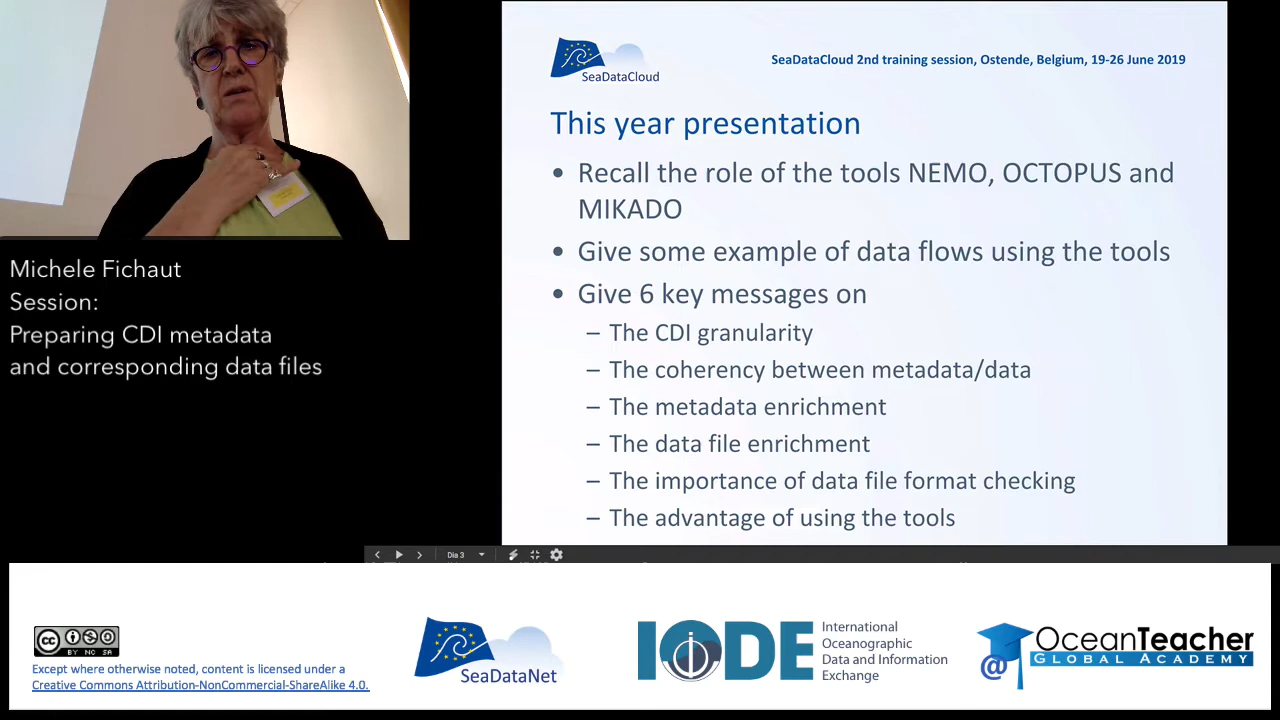 SeaDataCloud
SeaDataCloud 2nd training session, Ostende, Belgium, 19-26 June 2019
This year presentation
• Recall the role of the tools NEMO, OCTOPUS and
MIKADO
• Give some example of data flows using the tools
• Give 6 key messages on
– The CDI granularity
– The coherency between metadata/data
– The metadata enrichment
– The data file enrichment
– The importance of data file format checking
– The advantage of using the tools
Michele Fichaut
Session:
Preparing CDI metadata
and corresponding data files
Dia 3
CC BY NC SA
Except where otherwise noted, content is licensed under a
Creative Commons Attribution-NonCommercial-ShareAlike 4.0.
SeaDataNet
IODE
International
Oceanographic
Data and Information
Exchange
@ OceanTeacher
GLOBAL ACADEMY